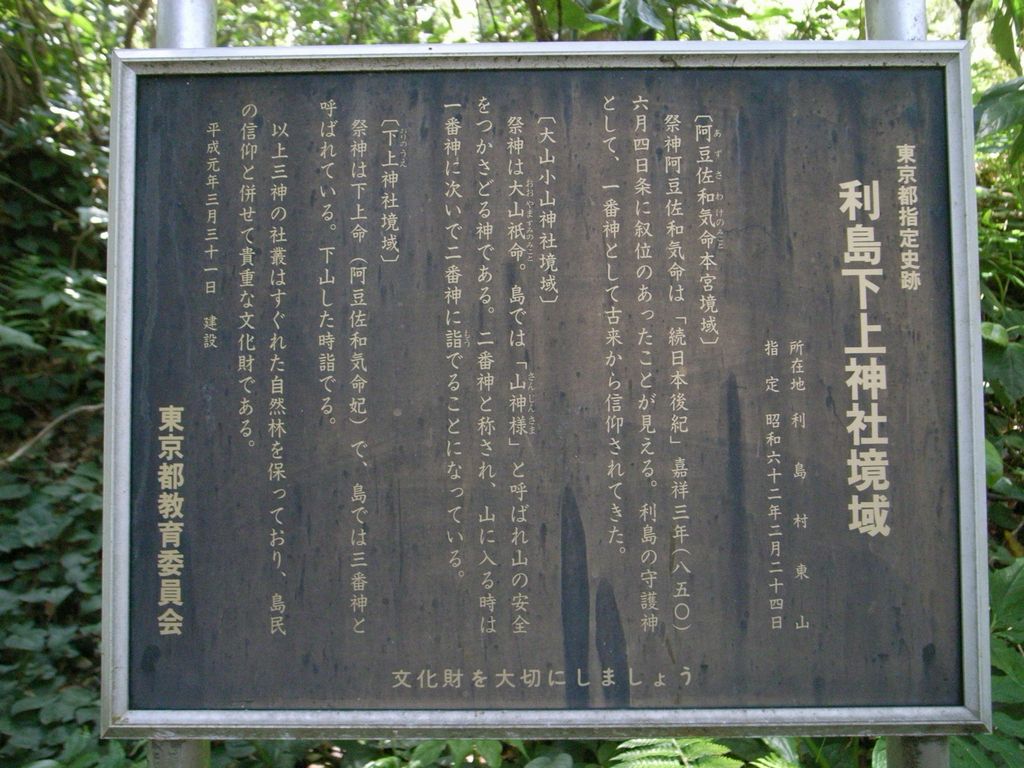 東京都指定史跡
利島下上神社境域
所在地 利島村東山
指定 昭和六十二年二月二十四日
〔阿豆佐和気命本宮境域〕
祭神阿豆佐和気命は「続日本後紀」嘉祥三年(八五〇)
六月四日条に叙位のあったことが見える。利島の守護神
として、一番神として古来から信仰されてきた。
〔大山小山神社境域〕
祭神は大山祇命。島では「山神様」と呼ばれ山の安全
をつかさどる神である。二番神と称され、山に入る時は
一番神に次いで二番神に詣でることになっている。
〔下上神社境域〕
祭神は下上命(阿豆佐和気命妃)で、島では三番神と
呼ばれている。下山した時詣でる。
以上三神の社叢はすぐれた自然林を保っており、島民
の信仰と併せて貴重な文化財である。
平成元年三月三十一日 建設
東京都教育委員会
文化財を大切にしましょう